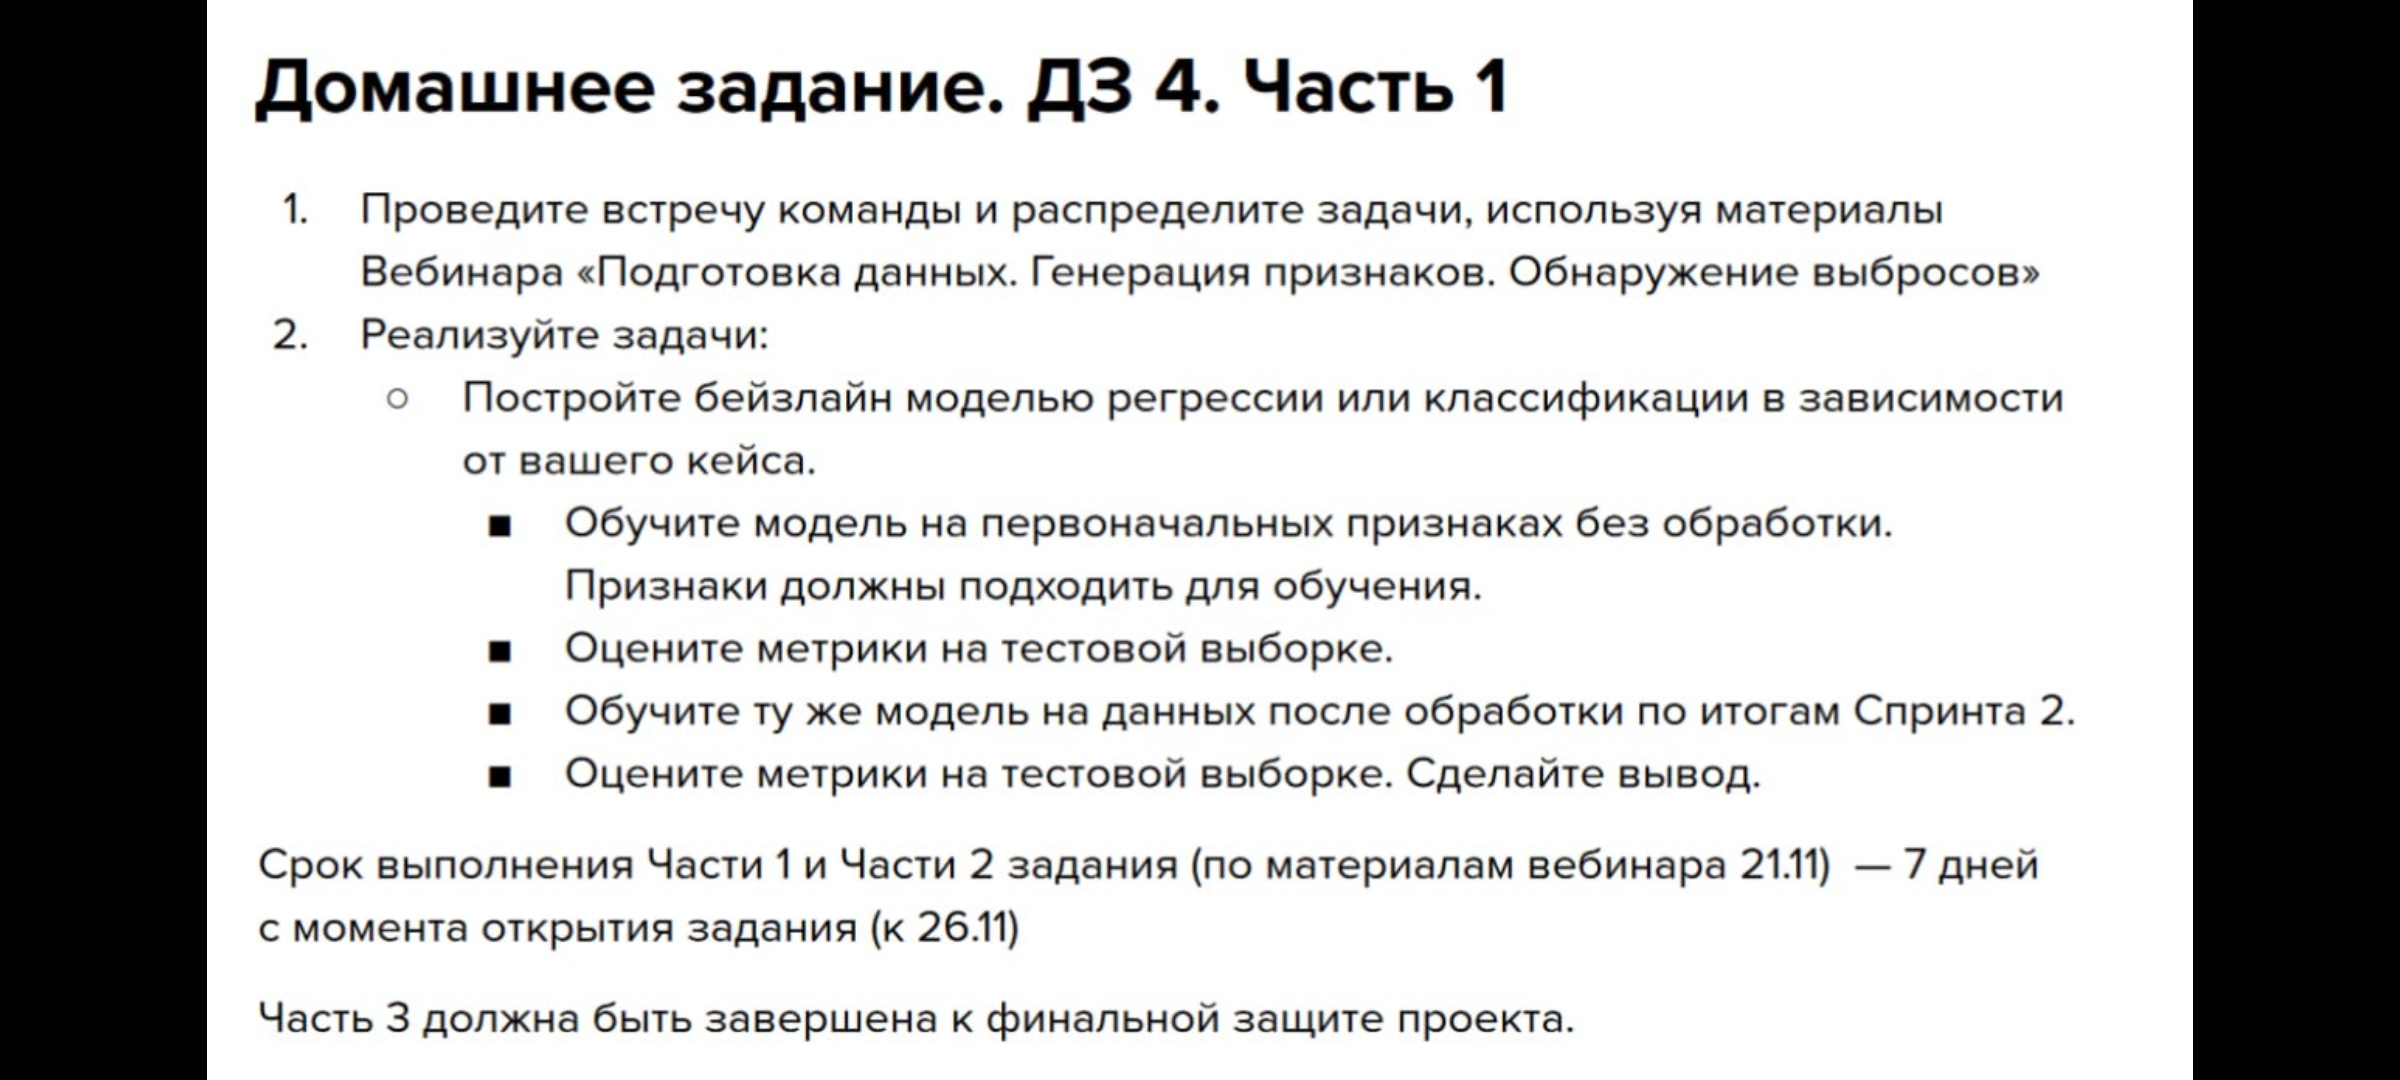 Домашнее задание. ДЗ 4. Часть 1
1. Проведите встречу команды и распределите задачи, используя материалы
Вебинара «Подготовка данных. Генерация признаков. Обнаружение выбросов»
2. Реализуйте задачи:
○ Постройте бейзлайн моделью регрессии или классификации в зависимости
от вашего кейса.
■ Обучите модель на первоначальных признаках без обработки.
Признаки должны подходить для обучения.
■ Оцените метрики на тестовой выборке.
■ Обучите ту же модель на данных после обработки по итогам Спринта 2.
■ Оцените метрики на тестовой выборке. Сделайте вывод.
Срок выполнения Части 1 и Части 2 задания (по материалам вебинара 21.11) — 7 дней
с момента открытия задания (к 26.11)
Часть 3 должна быть завершена к финальной защите проекта.